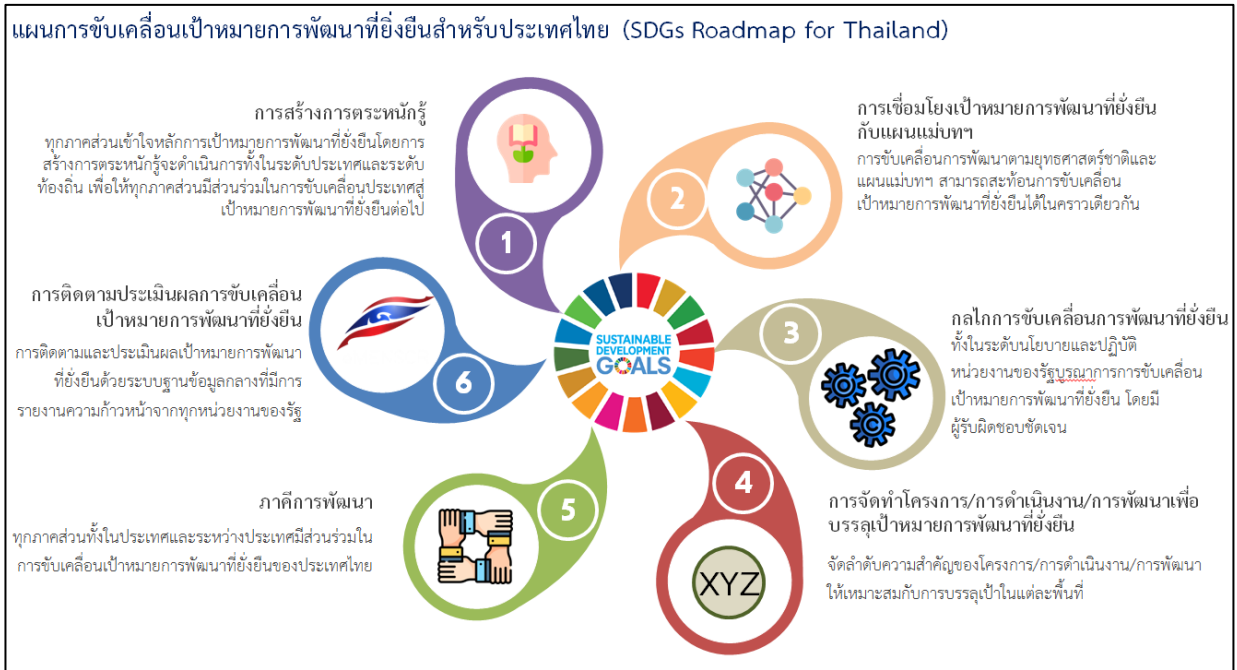 แผนการขับเคลื่อนเป้าหมายการพัฒนาที่ยิ่งยืนสำหรับประเทศไทย (SDGs Roadmap for Thailand)
การสร้างการตระหนักรู้
ทุกภาคส่วนเข้าใจหลักการเป้าหมายการพัฒนาที่ยั่งยืนโดยการ
สร้างการตระหนักรู้จะดำเนินการทั้งในระดับประเทศและระดับ
ท้องถิ่น เพื่อให้ทุกภาคส่วนมีส่วนร่วมในการขับเคลื่อนประเทศสู่
เป้าหมายการพัฒนาที่ยั่งยืนต่อไป
1
การเชื่อมโยงเป้าหมายการพัฒนาที่ยั่งยืน
กับแผนแม่บทฯ
การขับเคลื่อนการพัฒนาตามยุทธศาสตร์ชาติและ
แผนแม่บทฯ สามารถสะท้อนการขับเคลื่อน
เป้าหมายการพัฒนาที่ยั่งยืนได้ในคราวเดียวกัน
2
กลไกการขับเคลื่อนการพัฒนาที่ยั่งยืน
ทั้งในระดับนโยบายและปฏิบัติ
หน่วยงานของรัฐบูรณาการการขับเคลื่อน
เป้าหมายการพัฒนาที่ยั่งยืน โดยมี
ผู้รับผิดชอบชัดเจน
3
การจัดทำโครงการ/การดำเนินงาน/การพัฒนาเพื่อ
บรรลุเป้าหมายการพัฒนาที่ยั่งยืน
จัดลำดับความสำคัญของโครงการ/การดำเนินงาน/การพัฒนา
ให้เหมาะสมกับการบรรลุเป้าในแต่ละพื้นที่
4
XYZ
ภาคีการพัฒนา
ทุกภาคส่วนทั้งในประเทศและระหว่างประเทศมีส่วนร่วมใน
การขับเคลื่อนเป้าหมายการพัฒนาที่ยั่งยืนของประเทศไทย
5
การติดตามประเมินผลการขับเคลื่อน
เป้าหมายการพัฒนาที่ยั่งยืน
การติดตามและประเมินผลเป้าหมายการพัฒนา
ที่ยั่งยืนด้วยระบบฐานข้อมูลกลางที่มีการ
รายงานความก้าวหน้าจากทุกหน่วยงานของรัฐ
6
SUSTAINABLE
DEVELOPMENT
GOALS